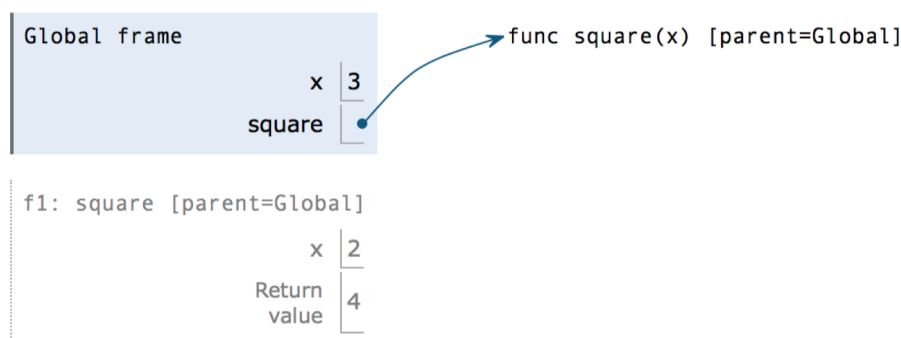 Global frame
func square(x) [parent=Global]
x 3
square
f1: square [parent=Global]
x 2
Return
value 4